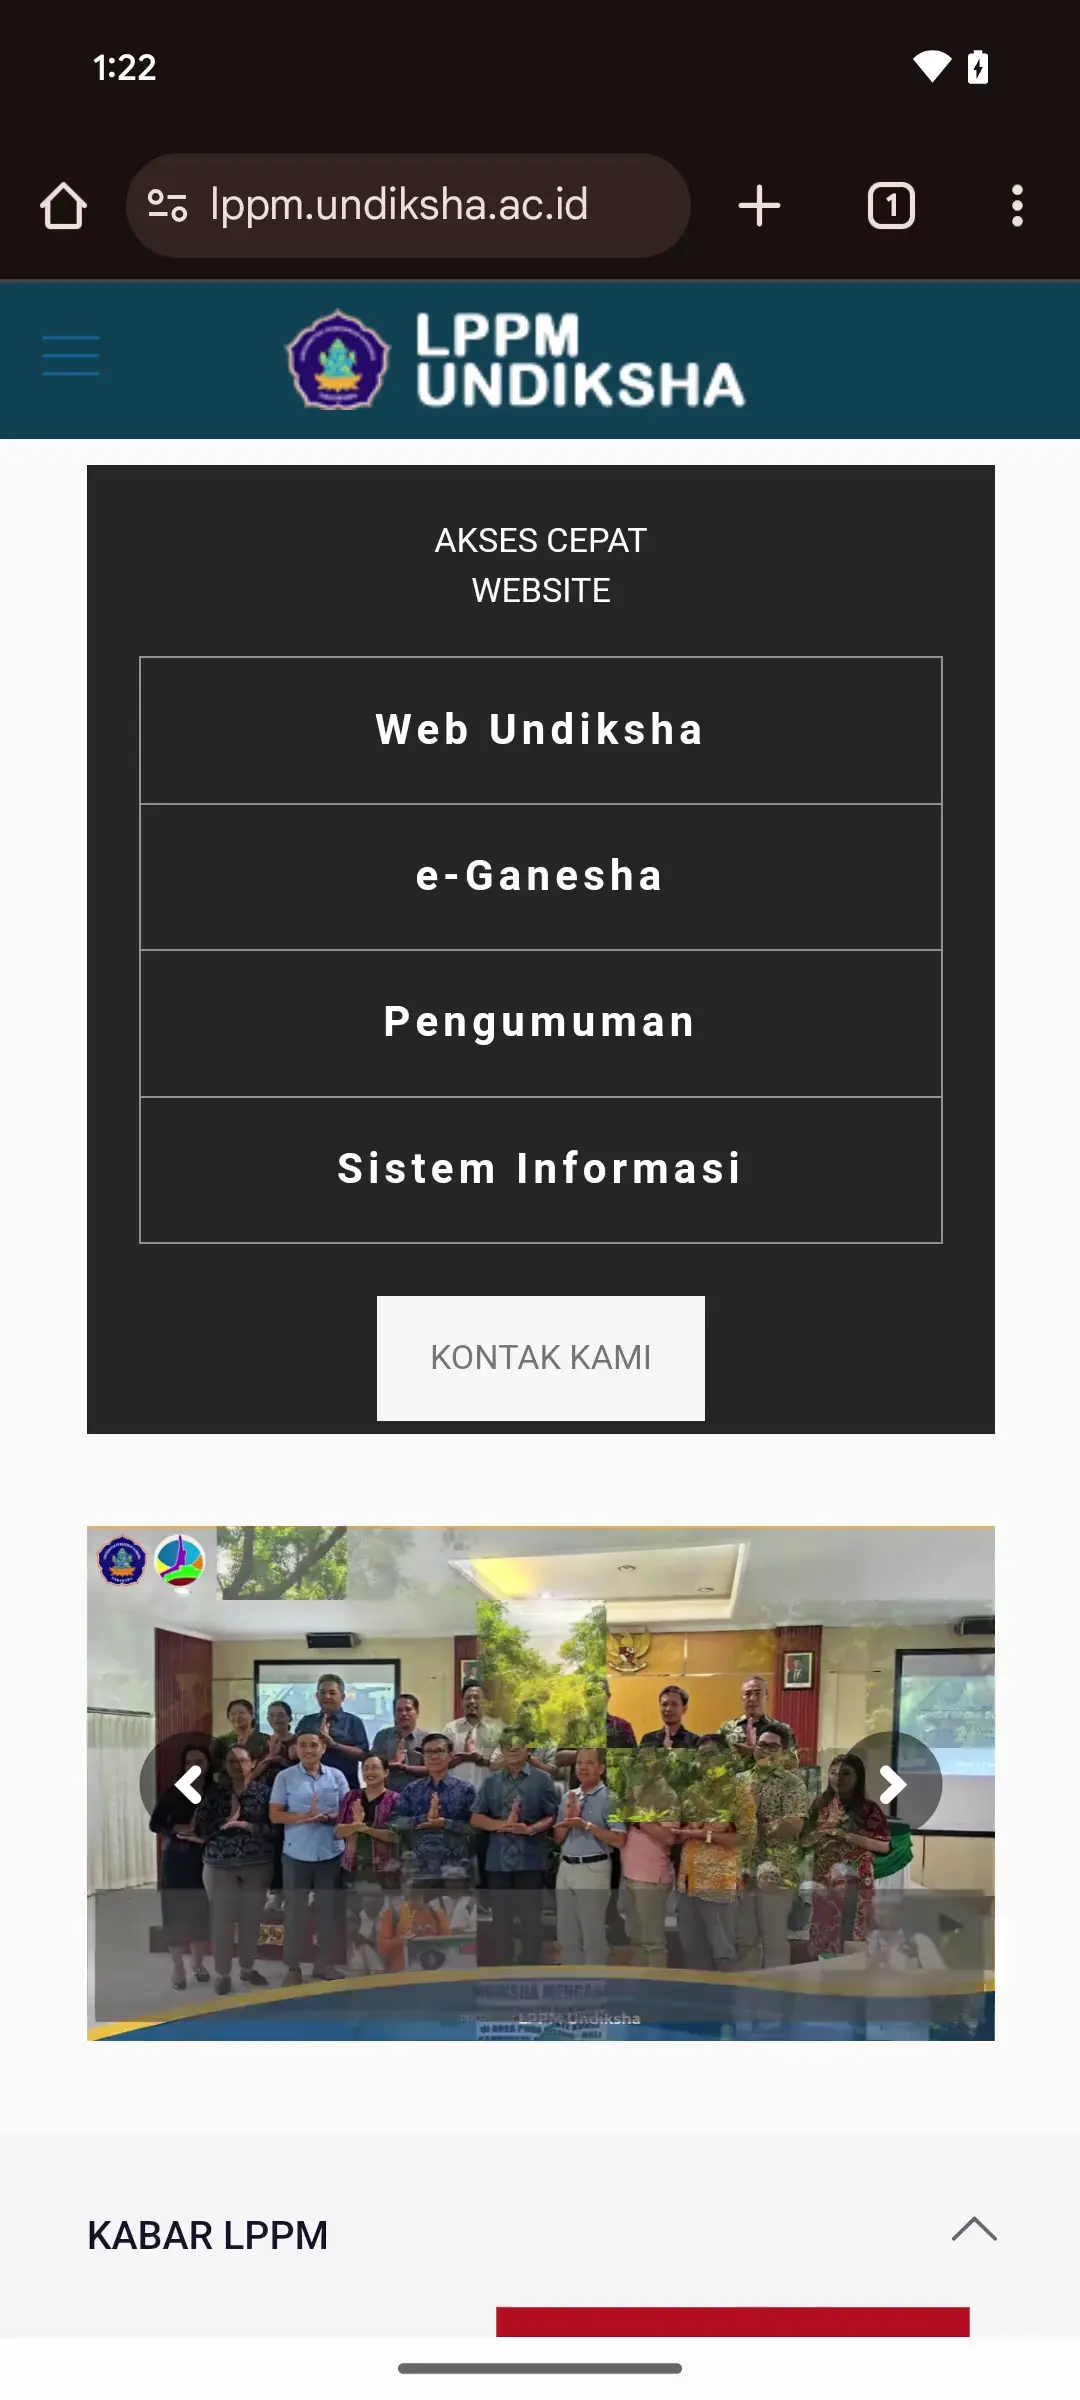 1:22
lppm.undiksha.ac.id
1
LPPM
UNDIKSHA
AKSES CEPAT
WEBSITE
Web Undiksha
e-Ganesha
Pengumuman
Sistem Informasi
KONTAK KAMI
LPPM Undiksha
KABAR LPPM